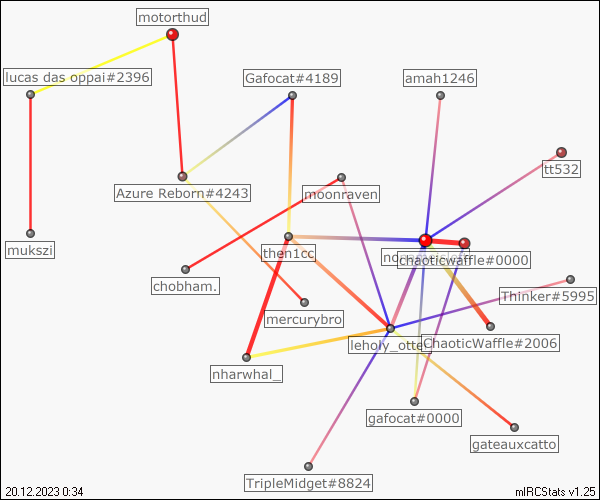 motorthud
lucas das oppai#2396
Gafocat#4189
amah1246
tt532
Azure Reborn#4243
moonraven
mukszi
then1cc
chaoticwaffle#0000
chobham.
Thinker#5995
mercurybro
leholy_otte
ChaoticWaffle#2006
nharwhal_
gafocat#0000
gateauxcatto
TripleMidget#8824
20.12.2023 0:34
mIRCStats v1.25